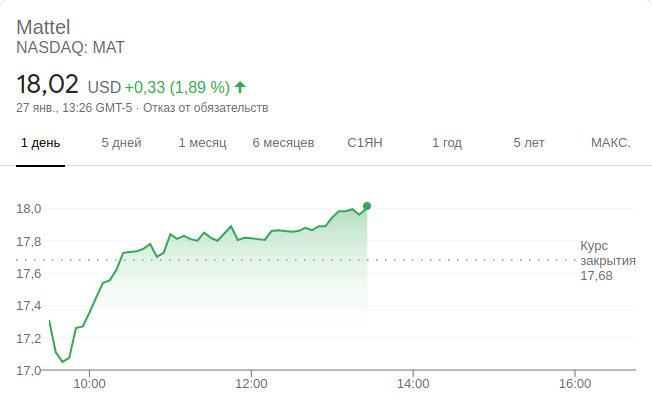 Mattel
NASDAQ: MAT
18,02 USD +0,33 (1,89 %)
27 янв., 13:26 GMT-5 · Отказ от обязательств
1 день 5 дней 1 месяц 6 месяцев С1ЯН 1 год 5 лет МАКС.
18,0
17,8
Курс
закрытия
17,68
17,6
17,4
17,2
17,0
10:00 12:00 14:00 16:00